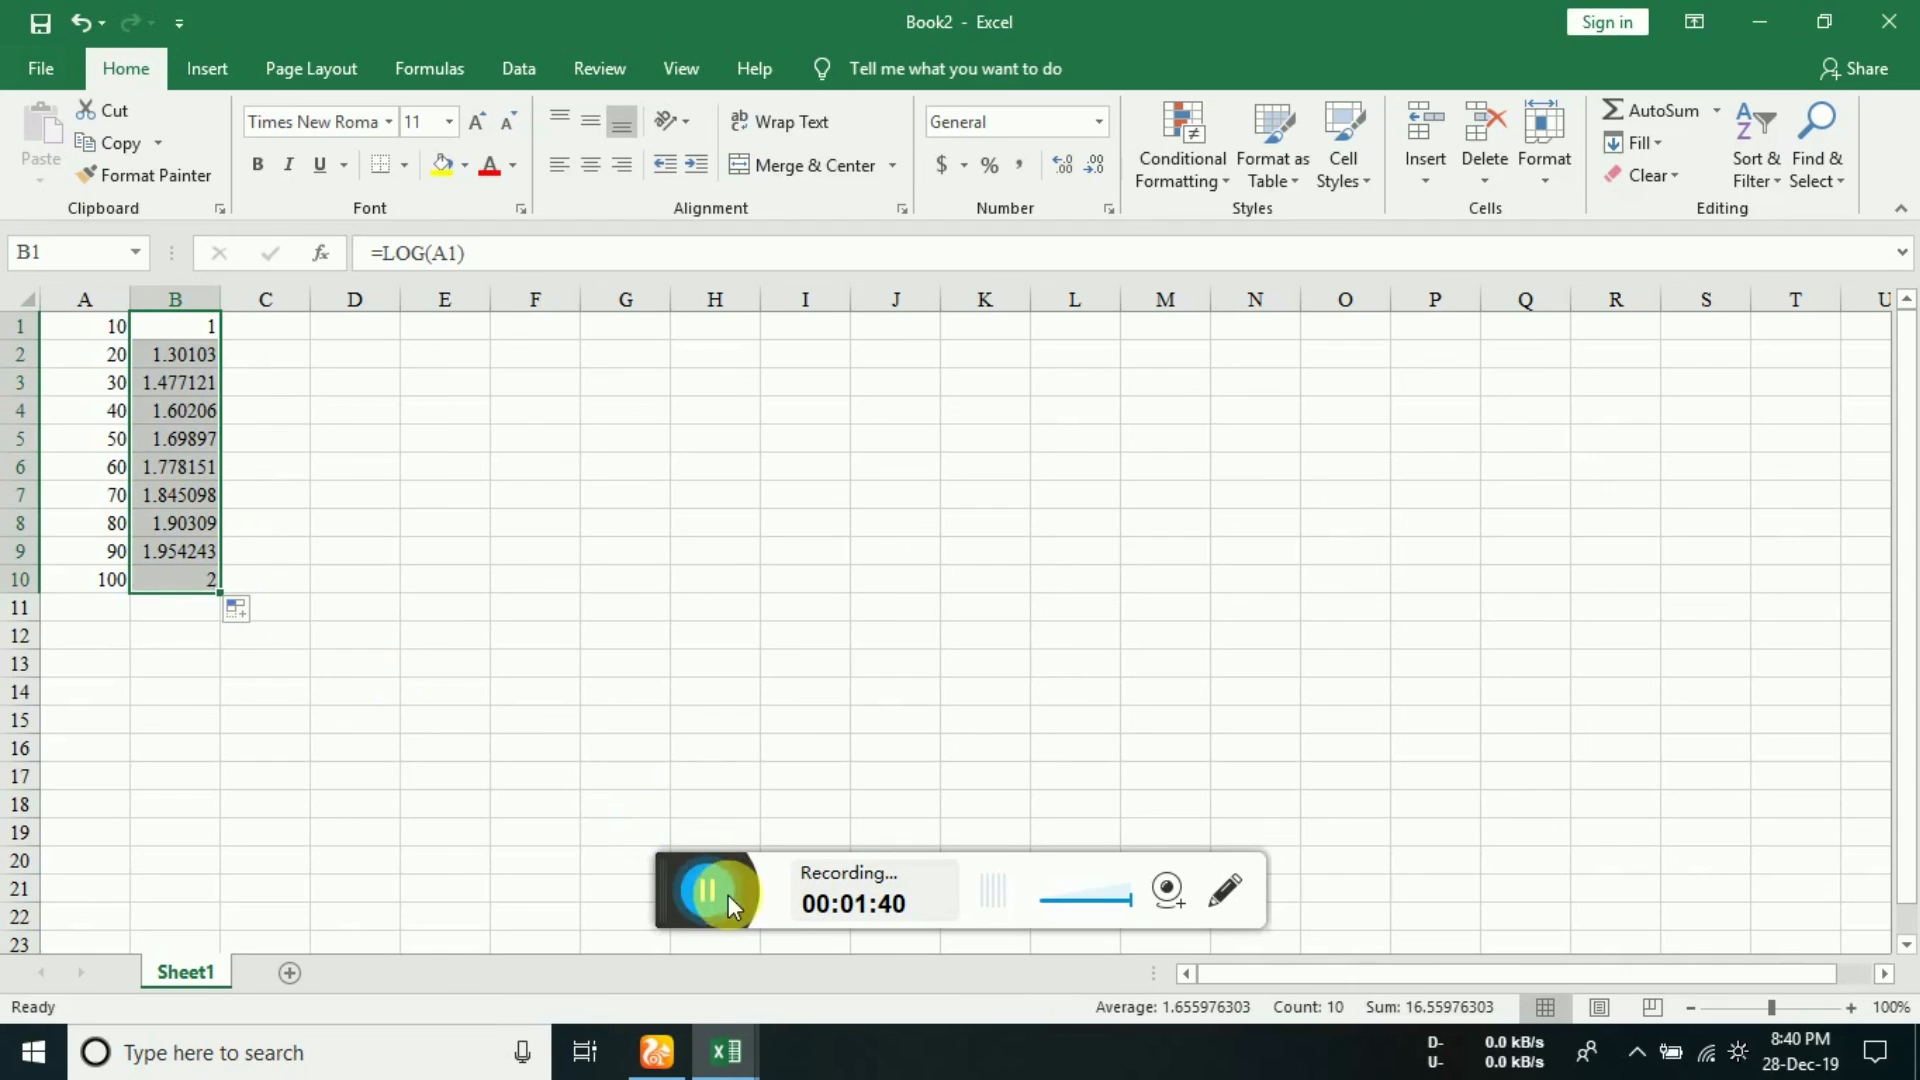 Book2 - Excel
Sign in
File Home Insert Page Layout Formulas Data Review View Help Tell me what you want to do Share
Paste Cut
Copy
Format Painter
Clipboard
Times New Roma 11
B I U
Font
Wrap Text
Merge & Center
Alignment
General
$ % ,
Number
Conditional Formatting
Format as Table
Cell Styles
Styles
Insert Delete Format
Cells
AutoSum
Fill
Clear
Sort & Filter
Find & Select
Editing
B1 fx =LOG(A1)
A B C D E F G H I J K L M N O P Q R S T U
1 10 1
2 20 1.30103
3 30 1.477121
4 40 1.60206
5 50 1.69897
6 60 1.778151
7 70 1.845098
8 80 1.90309
9 90 1.954243
10 100 2
11
12
13
14
15
16
17
18
19
20
21
22
23
Recording...
00:01:40
Sheet1
Ready Average: 1.655976303 Count: 10 Sum: 16.55976303 100%
Type here to search
D- 0.0 kB/s
U- 0.0 kB/s
8:40 PM
28-Dec-19